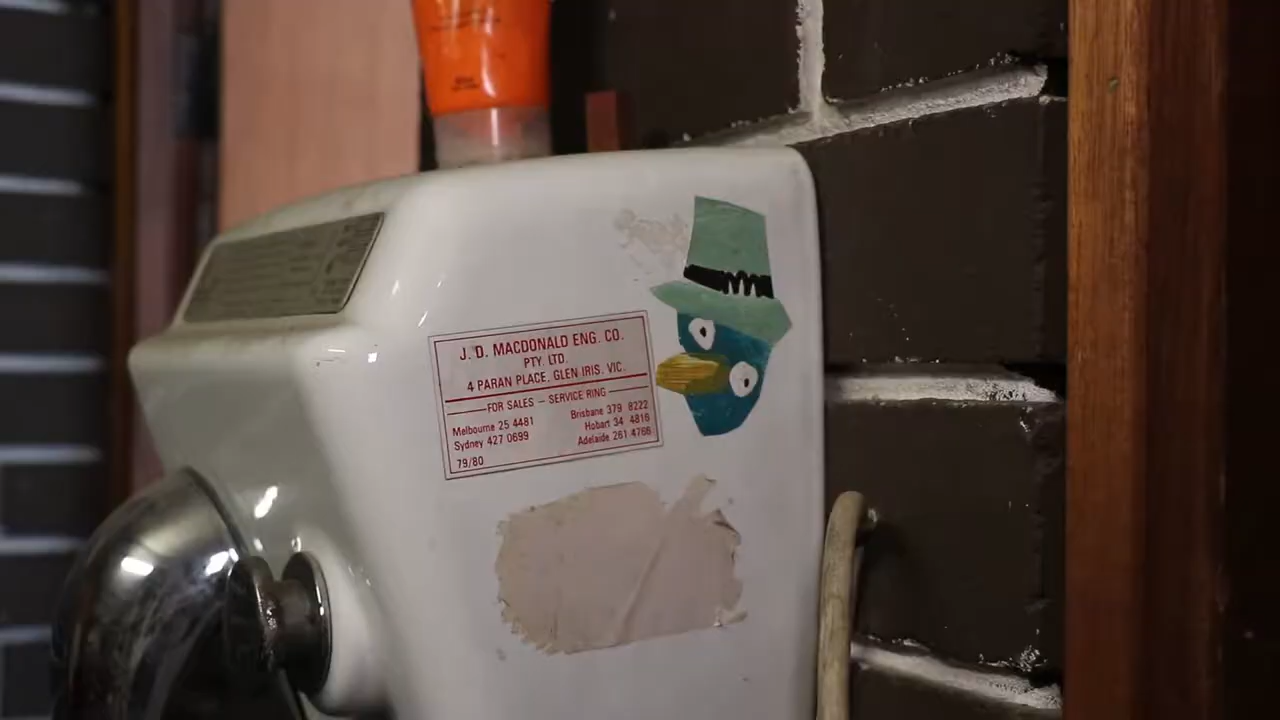 J. D. MACDONALD ENG. CO.
PTY. LTD.
4 PARAN PLACE, GLEN IRIS, VIC.
FOR SALES — SERVICE RING
Melbourne 25 4481 Brisbane 379 8222
Sydney 427 0699 Hobart 34 4816
Adelaide 261 4766
79/80